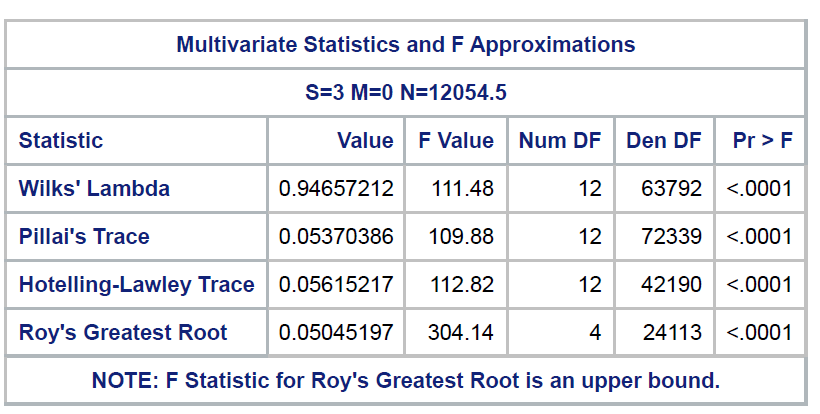 Multivariate Statistics and F Approximations
S=3 M=0 N=12054.5
Statistic Value F Value Num DF Den DF Pr > F
Wilks' Lambda 0.94657212 111.48 12 63792 <.0001
Pillai's Trace 0.05370386 109.88 12 72339 <.0001
Hotelling-Lawley Trace 0.05615217 112.82 12 42190 <.0001
Roy's Greatest Root 0.05045197 304.14 4 24113 <.0001
NOTE: F Statistic for Roy's Greatest Root is an upper bound.